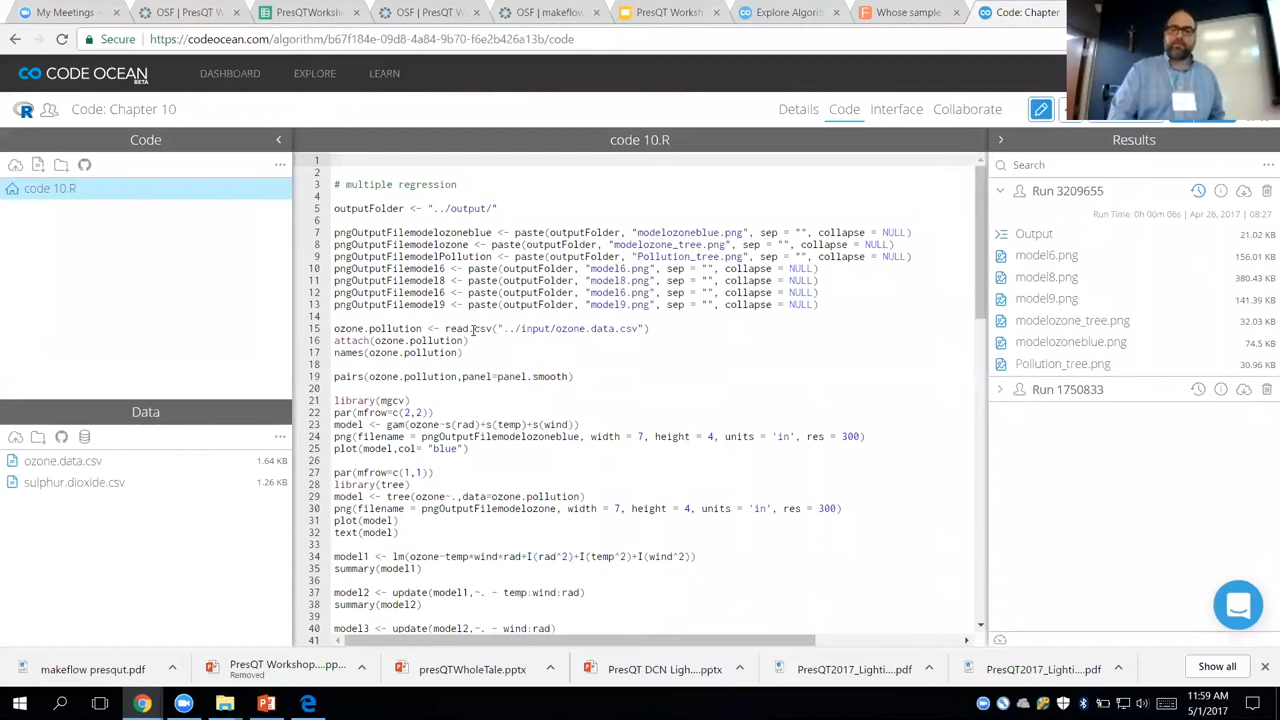 My Meetings -
OSF | PresQT Worksh
PresQTWorksho
OSF | PresQT Works
OSF | makeflow
PresQT Worksh
Explore Algorit
Whose sample
Code: Chapter
Secure
https://codeocean.com/algorithm/b67f184e-09d8-4a84-9b70-f6e2b426a13b/code
CODE OCEAN
BETA
DASHBOARD
EXPLORE
LEARN
Code: Chapter 10
Details
Code
Interface
Collaborate
Code
code 10.R
Data
ozone.data.csv
1.64 KB
sulphur.dioxide.csv
1.26 KB
code 10.R
1
2
3 # multiple regression
4
5 outputFolder <- "../output/"
6
7 pngOutputFilemodelozoneblue <- paste(outputFolder, "modelozoneblue.png", sep = "", collapse = NULL)
8 pngOutputFilemodelozone <- paste(outputFolder, "modelozone_tree.png", sep = "", collapse = NULL)
9 pngOutputFilemodelPollution <- paste(outputFolder, "Pollution_tree.png", sep = "", collapse = NULL)
10 pngOutputFilemodel6 <- paste(outputFolder, "model6.png", sep = "", collapse = NULL)
11 pngOutputFilemodel8 <- paste(outputFolder, "model8.png", sep = "", collapse = NULL)
12 pngOutputFilemodel6 <- paste(outputFolder, "model6.png", sep = "", collapse = NULL)
13 pngOutputFilemodel9 <- paste(outputFolder, "model9.png", sep = "", collapse = NULL)
14
15 ozone.pollution <- read.csv("../input/ozone.data.csv")
16 attach(ozone.pollution)
17 names(ozone.pollution)
18
19 pairs(ozone.pollution,panel=panel.smooth)
20
21 library(mgcv)
22 par(mfrow=c(2,2))
23 model <- gam(ozone~s(rad)+s(temp)+s(wind))
24 png(filename = pngOutputFilemodelozoneblue, width = 7, height = 4, units = 'in', res = 300)
25 plot(model,col= "blue")
26
27 par(mfrow=c(1,1))
28 library(tree)
29 model <- tree(ozone~.,data=ozone.pollution)
30 png(filename = pngOutputFilemodelozone, width = 7, height = 4, units = 'in', res = 300)
31 plot(model)
32 text(model)
33
34 model1 <- lm(ozone~temp*wind*rad+I(rad^2)+I(temp^2)+I(wind^2))
35 summary(model1)
36
37 model2 <- update(model1,~. - temp:wind:rad)
38 summary(model2)
39
40 model3 <- update(model2,~. - wind:rad)
41
Results
Search
Run 3209655
Run Time: 0h 00m 06s | Apr 26, 2017 | 08:27
Output
21.02 KB
model6.png
156.01 KB
model8.png
380.43 KB
model9.png
141.39 KB
modelozone_tree.png
32.03 KB
modelozoneblue.png
41.72 KB
Pollution_tree.png
30.96 KB
Run 1750833
makeflow presqut.pdf
PresQT Workshop....pp...
Removed
presQTWholeTale.pptx
PresQT DCN Ligh....pptx
PresQT2017_Lighti....pdf
PresQT2017_Lighti....pdf
Show all
11:59 AM
5/1/2017